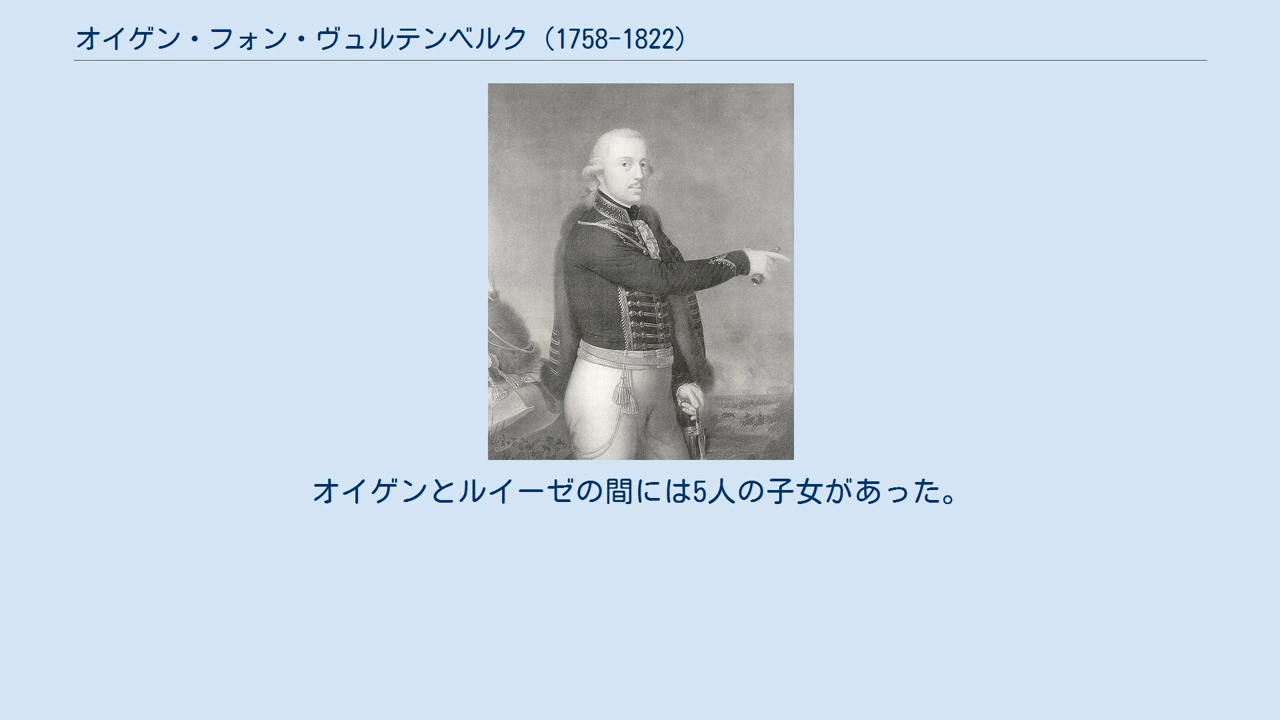 オイゲン・フォン・ヴュルテンベルク（1758-1822）
オイゲンとルイーゼの間には5人の子女があった。